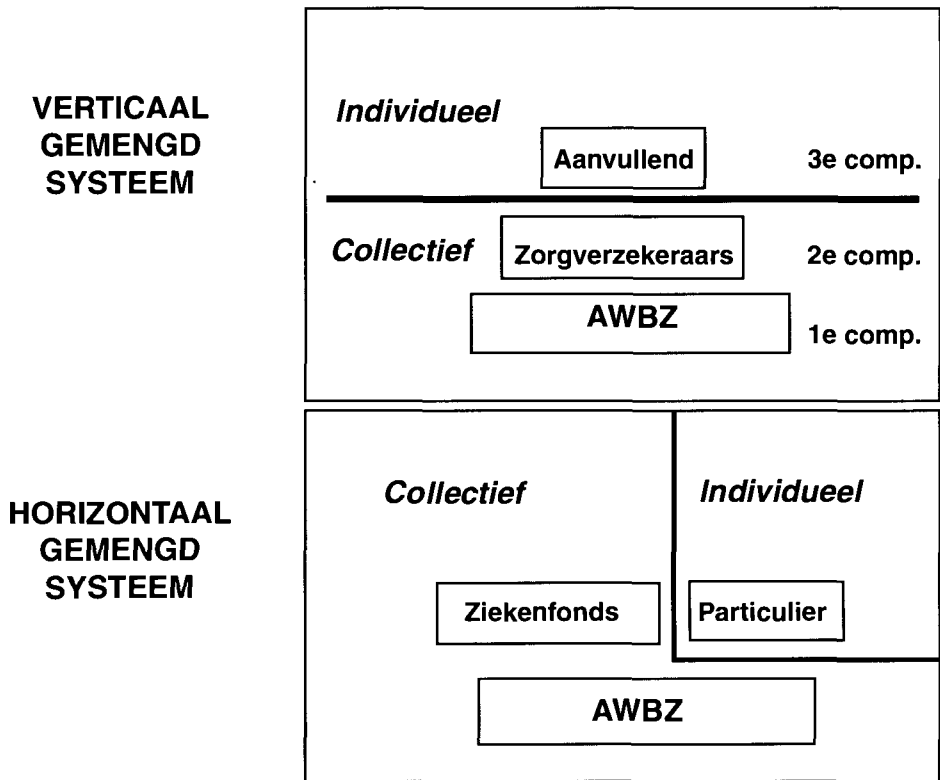 VERTICAAL
GEMENGD
SYSTEEM
Individueel
Aanvullend
3e comp.
Collectief
Zorgverzekeraars
2e comp.
AWBZ
1e comp.
HORIZONTAAL
GEMENGD
SYSTEEM
Collectief
Individueel
Ziekenfonds
Particulier
AWBZ